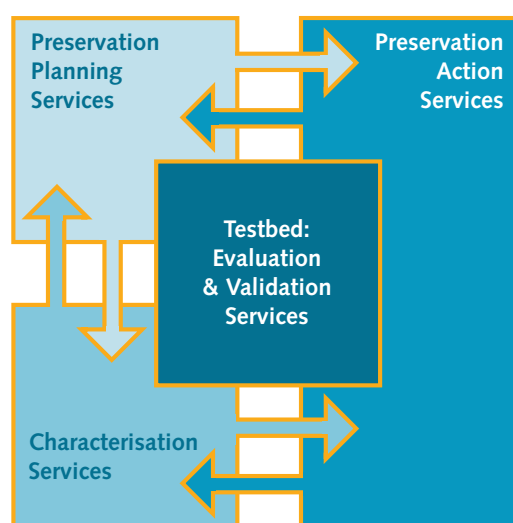 Preservation
Planning
Services
Preservation
Action
Services
Testbed:
Evaluation
& Validation
Services
Characterisation
Services